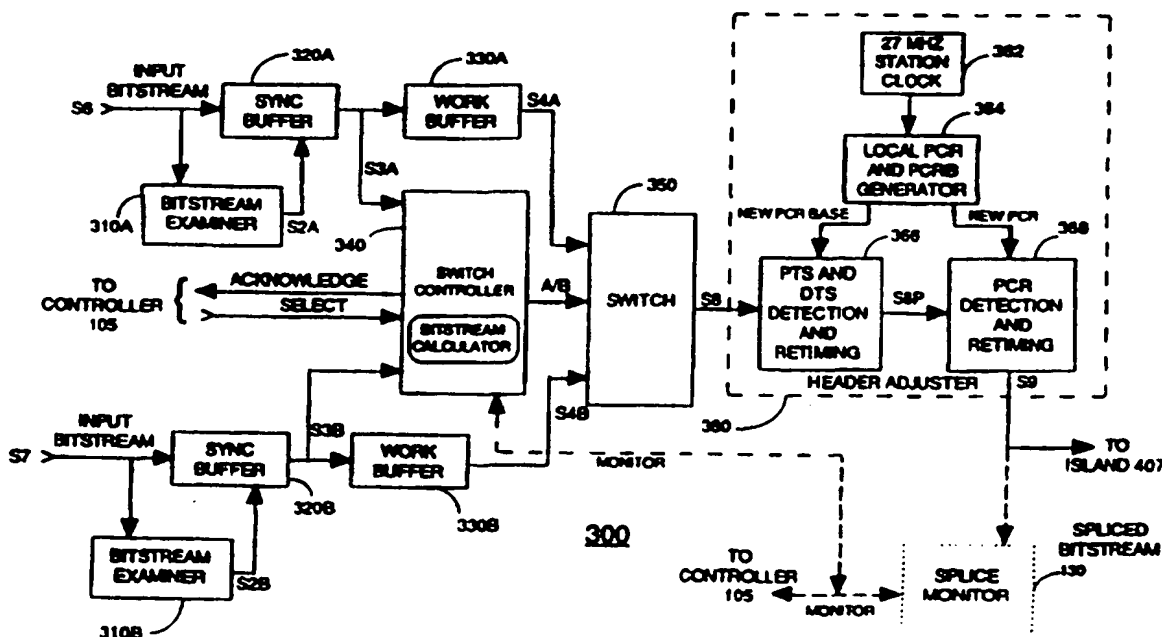 320A
330A
27 MHZ
STATION
CLOCK
362
INPUT
BITSTREAM
S6
SYNC
BUFFER
WORK
BUFFER
S4A
364
LOCAL PCR
AND PCRB
GENERATOR
S3A
350
310A
BITSTREAM
EXAMINER
S2A
340
NEW PCR BASE
NEW PCR
366
368
TO
CONTROLLER
105
{
ACKNOWLEDGE
SELECT
SWITCH
CONTROLLER
BITSTREAM
CALCULATOR
A/B
SWITCH
S8
PTS AND
DTS
DETECTION
AND
RETIMING
S8P
PCR
DETECTION
AND
RETIMING
HEADER ADJUSTER
S9
360
INPUT
BITSTREAM
S7
SYNC
BUFFER
S3B
WORK
BUFFER
S4B
MONITOR
TO
ISLAND 407
320B
330B
BITSTREAM
EXAMINER
S2B
310B
300
TO
CONTROLLER
105
MONITOR
SPLICE
MONITOR
SPLICED
BITSTREAM
130